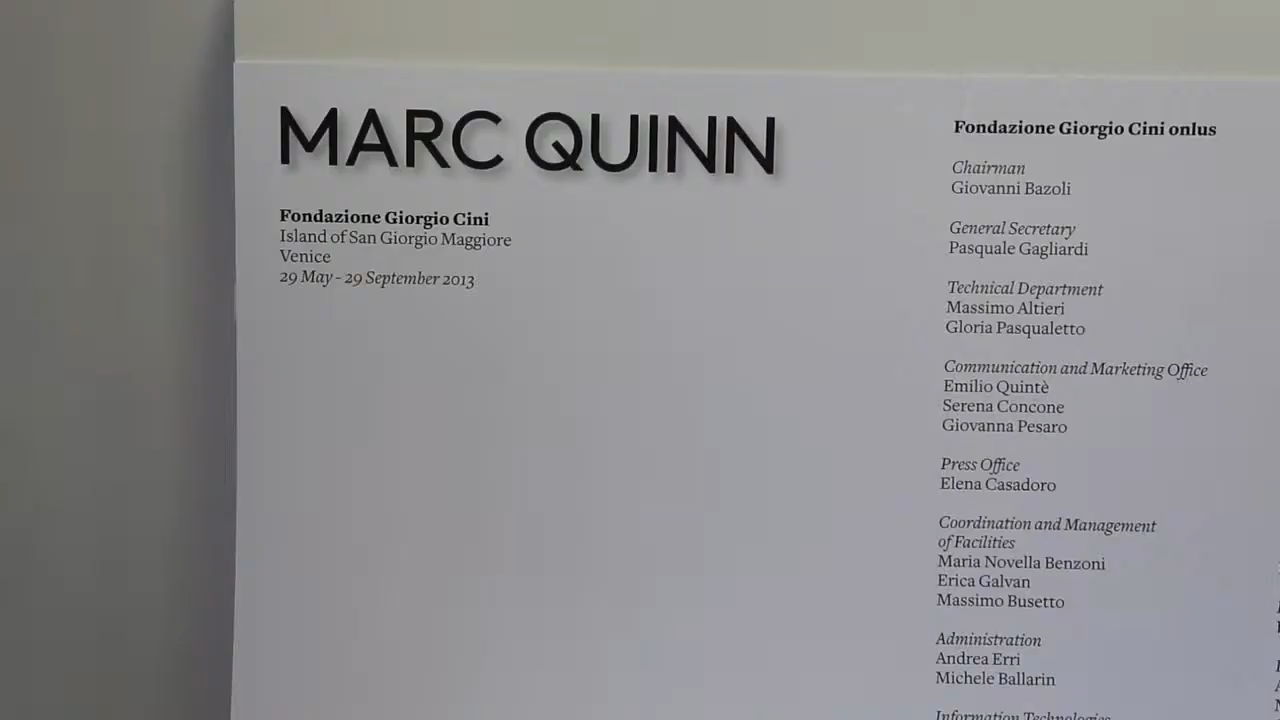 MARC QUINN
Fondazione Giorgio Cini
Island of San Giorgio Maggiore
Venice
29 May - 29 September 2013
Fondazione Giorgio Cini onlus
Chairman
Giovanni Bazoli
General Secretary
Pasquale Gagliardi
Technical Department
Massimo Altieri
Gloria Pasqualetto
Communication and Marketing Office
Emilio Quintè
Serena Concone
Giovanna Pesaro
Press Office
Elena Casadoro
Coordination and Management
of Facilities
Maria Novella Benzoni
Erica Galvan
Massimo Busetto
Administration
Andrea Erri
Michele Ballarin
Information Technologies